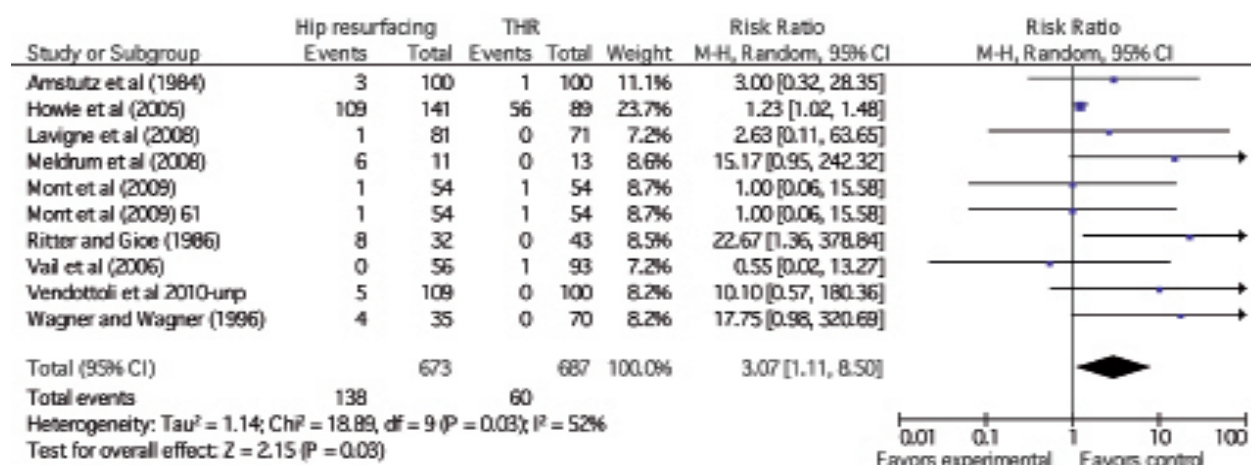 Hip resurfacing THR Risk Ratio Risk Ratio
Study or Subgroup Events Total Events Total Weight M-H, Random, 95% CI M-H, Random, 95% CI
Amstutz et al (1984) 3 100 1 100 11.1% 3.00 [0.32, 28.35]
Howie et al (2005) 109 141 56 89 23.7% 1.23 [1.02, 1.48]
Lavigne et al (2008) 1 81 0 71 7.2% 2.63 [0.11, 63.65]
Meldrum et al (2008) 6 11 0 13 8.6% 15.17 [0.95, 242.32]
Mont et al (2009) 1 54 1 54 8.7% 1.00 [0.06, 15.58]
Mont et al (2009) 61 1 54 1 54 8.7% 1.00 [0.06, 15.58]
Ritter and Gioe (1986) 8 32 0 43 8.5% 22.67 [1.36, 378.84]
Vail et al (2006) 0 56 1 93 7.2% 0.55 [0.02, 13.27]
Vendottoli et al 2010-unp 5 109 0 100 8.2% 10.10 [0.57, 180.36]
Wagner and Wagner (1996) 4 35 0 70 8.2% 17.75 [0.98, 320.69]
Total (95% CI) 673 687 100.0% 3.07 [1.11, 8.50]
Total events 138 60
Heterogeneity: Tau² = 1.14; Chi² = 18.89, df = 9 (P = 0.03); I² = 52%
Test for overall effect: Z = 2.15 (P = 0.03)
0.01 0.1 1 10 100
Favors experimental Favors control